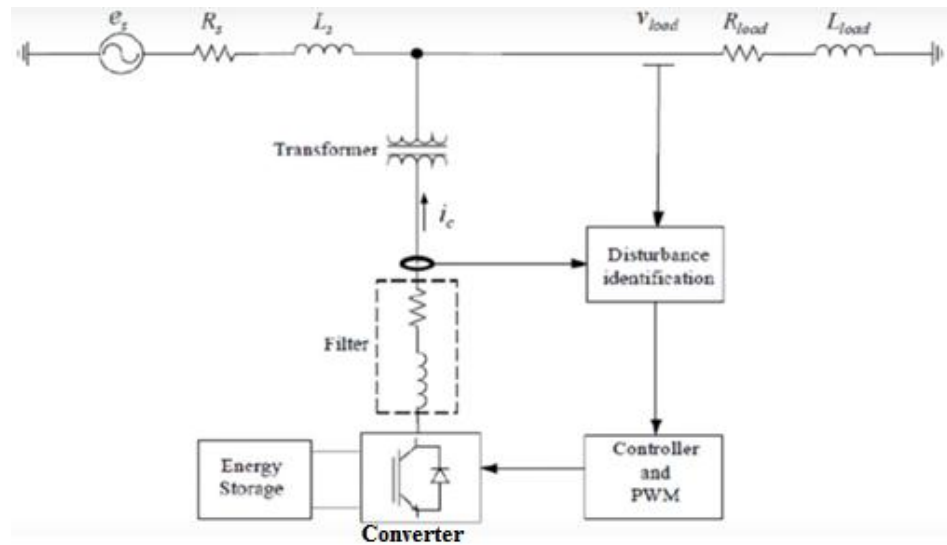 e_s R_s L_s v_load R_load L_load
Transformer
i_c
Disturbance
identification
Filter
Energy
Storage
Controller
and
PWM
Converter